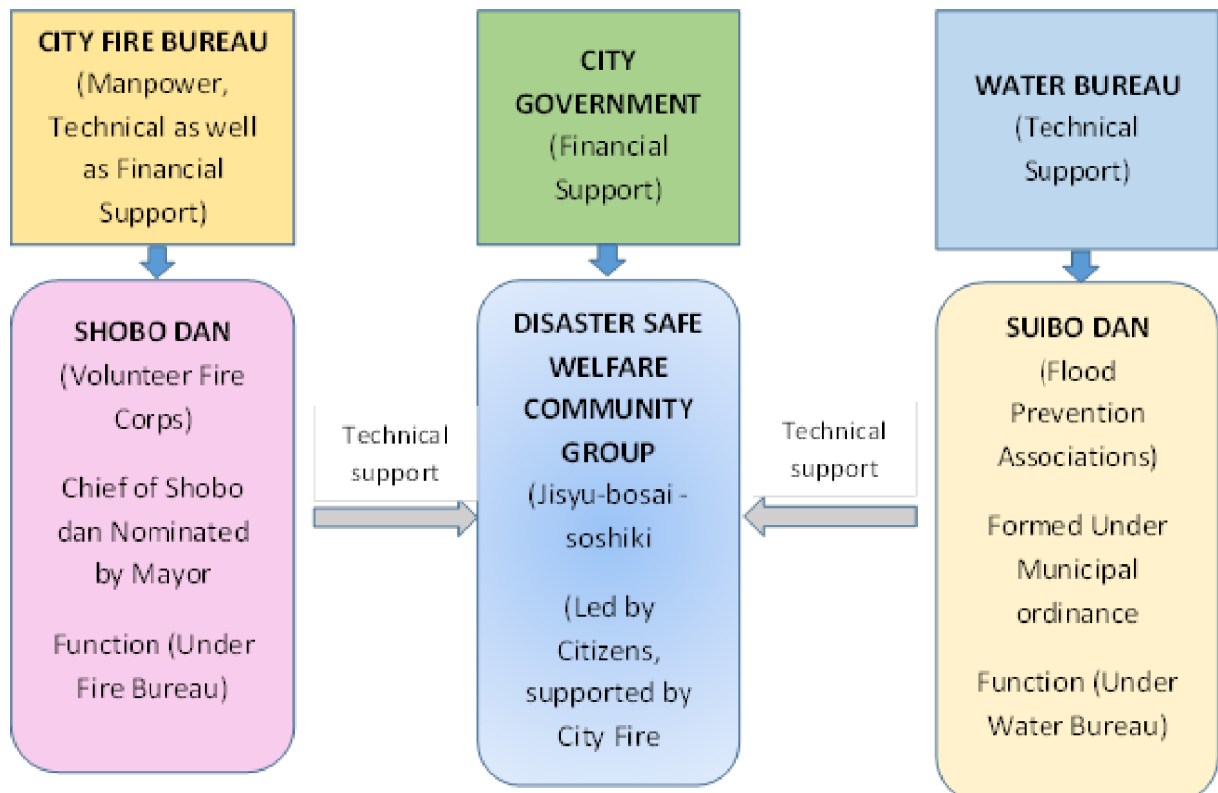 CITY FIRE BUREAU
(Manpower,
Technical as well
as Financial
Support)
CITY
GOVERNMENT
(Financial
Support)
WATER BUREAU
(Technical
Support)
SHOBO DAN
(Volunteer Fire
Corps)
Chief of Shobo
dan Nominated
by Mayor
Function (Under
Fire Bureau)
Technical
support
DISASTER SAFE
WELFARE
COMMUNITY
GROUP
(Jisyu-bosai -
soshiki
(Led by
Citizens,
supported by
City Fire
Technical
support
SUIBO DAN
(Flood
Prevention
Associations)
Formed Under
Municipal
ordinance
Function (Under
Water Bureau)